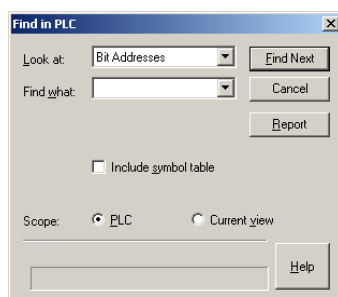 Find in PLC
Look at: Bit Addresses Find Next
Find what: Cancel
Report
Include symbol table
Scope: PLC Current view
Help